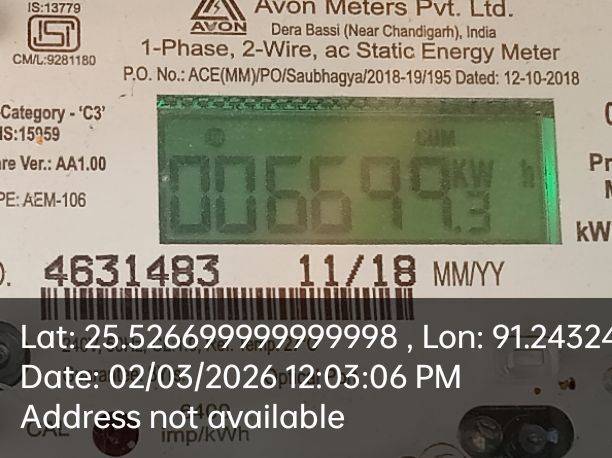 IS:13779
CM/L:9281180
AVON
Avon Meters Pvt. Ltd.
Dera Bassi (Near Chandigarh), India
1-Phase, 2-Wire, ac Static Energy Meter
P.O. No.: ACE(MM)/PO/Saubhagya/2018-19/195 Dated: 12-10-2018
-Category - 'C3'
IS:15959
are Ver.: AA1.00
PE: AEM-106
CUM
006699.3 KW h
kW
4631483 11/18 MM/YY
Lat: 25.526699999999998 , Lon: 91.24324
Date: 02/03/2026 12:03:06 PM
Address not available
CAL
imp/kWh